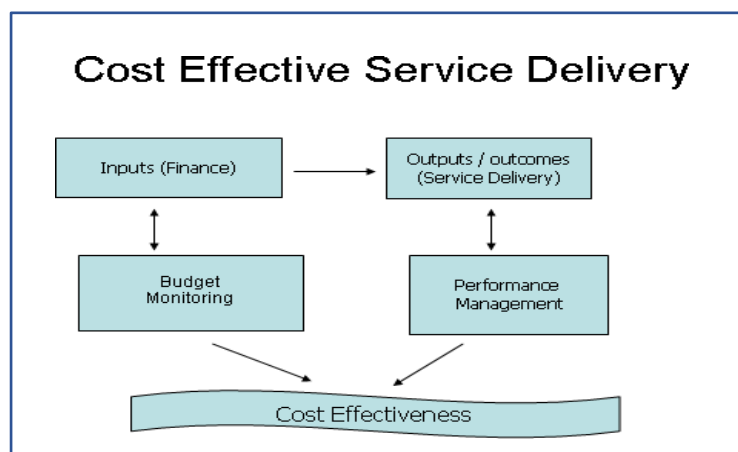 Cost Effective Service Delivery
Inputs (Finance)
Outputs / outcomes
(Service Delivery)
Budget
Monitoring
Performance
Management
Cost Effectiveness